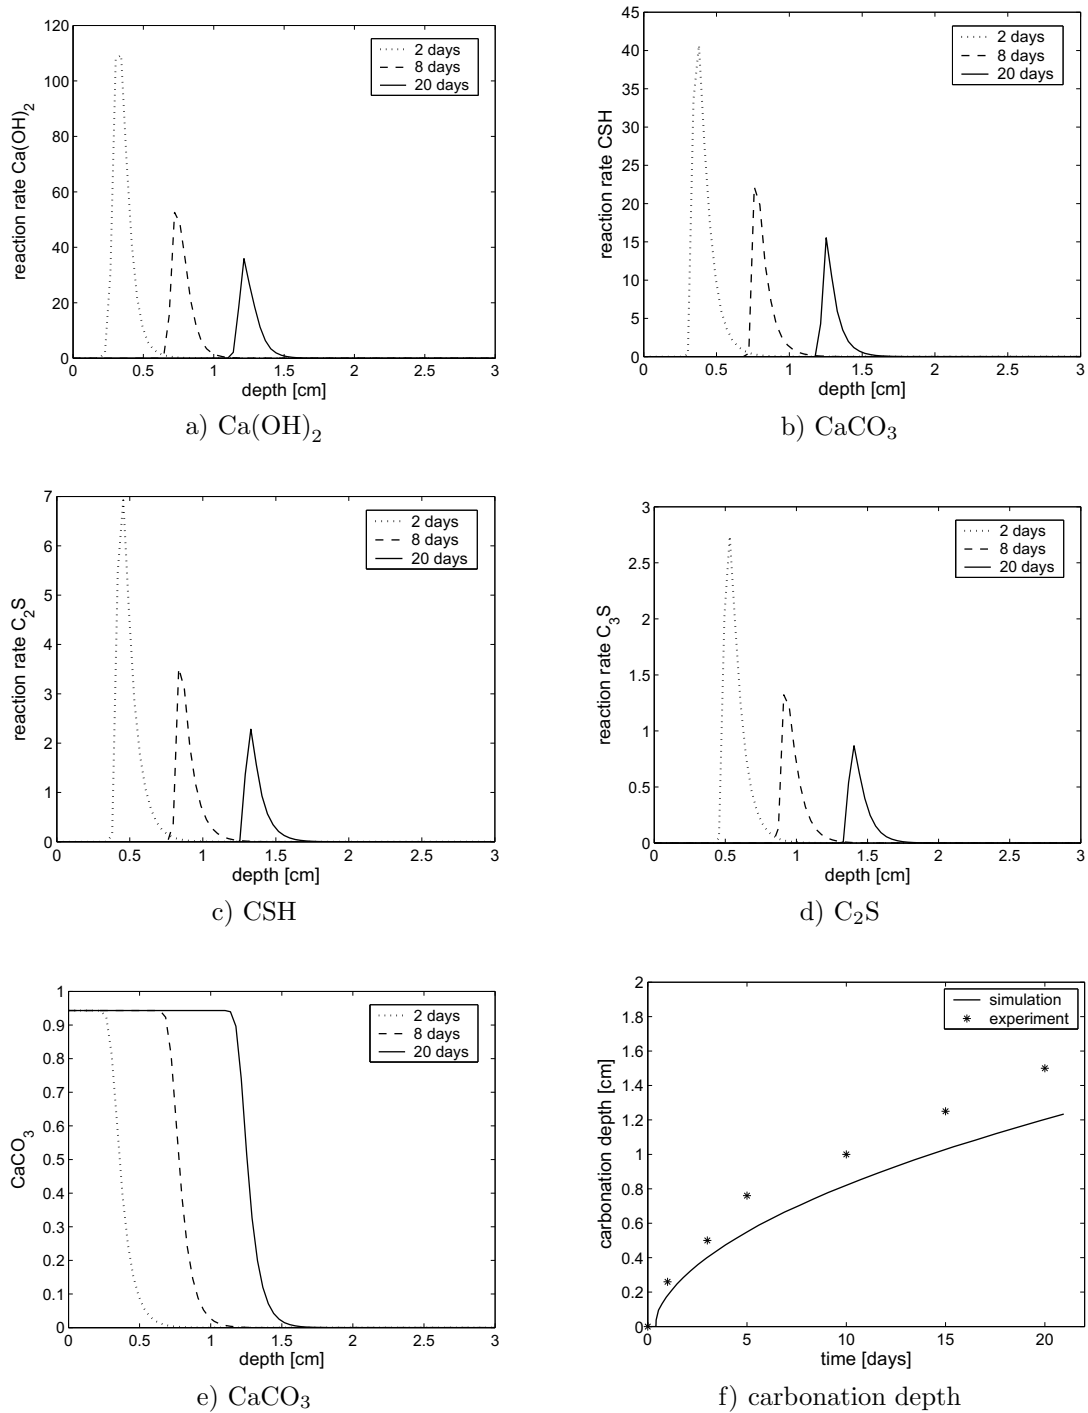 120
100
80
60
40
20
0
reaction rate Ca(OH)2
2 days
8 days
20 days
0 0.5 1 1.5 2 2.5 3
depth [cm]
a) Ca(OH)2
45
40
35
30
25
20
15
10
5
0
reaction rate CSH
2 days
8 days
20 days
0 0.5 1 1.5 2 2.5 3
depth [cm]
b) CaCO3
7
6
5
4
3
2
1
0
reaction rate C2S
2 days
8 days
20 days
0 0.5 1 1.5 2 2.5 3
depth [cm]
c) CSH
3
2.5
2
1.5
1
0.5
0
reaction rate C3S
2 days
8 days
20 days
0 0.5 1 1.5 2 2.5 3
depth [cm]
d) C2S
1
0.9
0.8
0.7
0.6
0.5
0.4
0.3
0.2
0.1
0
CaCO3
2 days
8 days
20 days
0 0.5 1 1.5 2 2.5 3
depth [cm]
e) CaCO3
2
1.8
1.6
1.4
1.2
1
0.8
0.6
0.4
0.2
0
carbonation depth [cm]
simulation
experiment
0 5 10 15 20
time [days]
f) carbonation depth